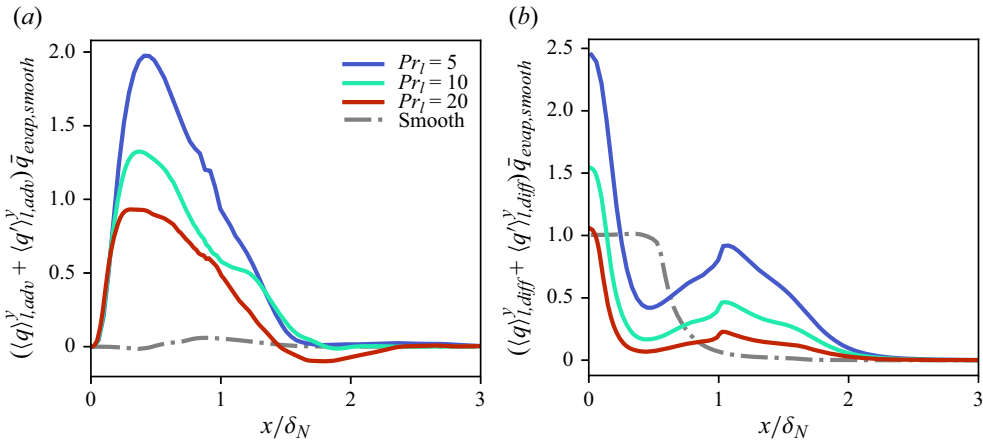 (a)
(⟨q⟩^y_{l,adv} + ⟨q′⟩^y_{l,adv}) q̄_{evap,smooth}
2.0
1.5
1.0
0.5
0
Pr_l = 5
Pr_l = 10
Pr_l = 20
Smooth
0 1 2 3
x/δ_N
(b)
(⟨q⟩^y_{l,diff} + ⟨q′⟩^y_{l,diff}) q̄_{evap,smooth}
2.5
2.0
1.5
1.0
0.5
0
0 1 2 3
x/δ_N